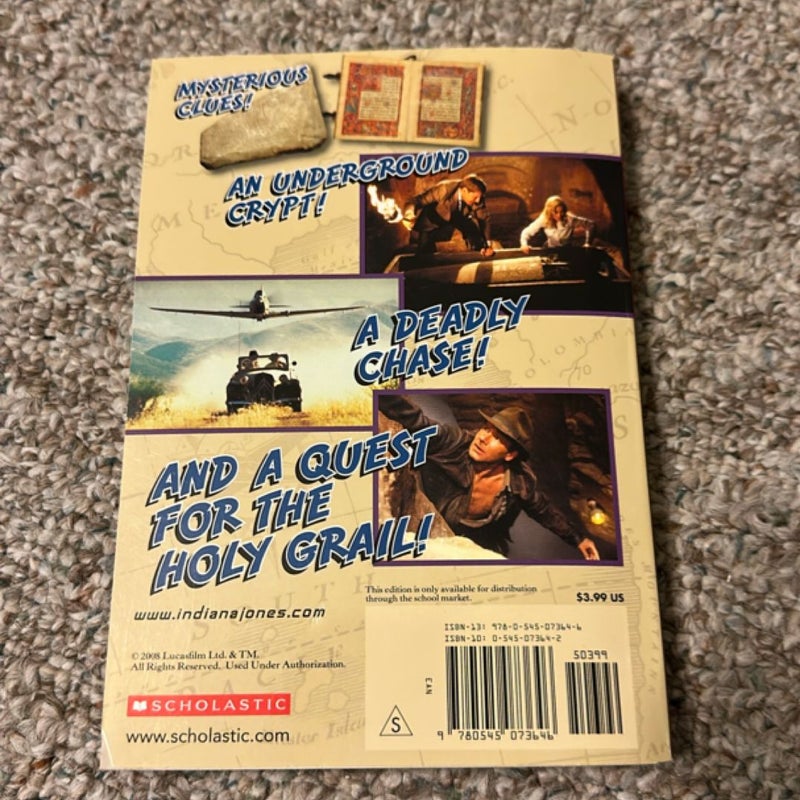 MYSTERIOUS
CLUES!
AN UNDERGROUND
CRYPT!
A DEADLY
CHASE!
AND A QUEST
FOR THE
HOLY GRAIL!
www.indianajones.com
This edition is only available for distribution
through the school market.
$3.99 US
©2008 Lucasfilm Ltd. & TM.
All Rights Reserved. Used Under Authorization.
SCHOLASTIC
www.scholastic.com
ISBN-13: 978-0-545-07364-6
ISBN-10: 0-545-07364-2
50399
EAN
S
9 780545 073646